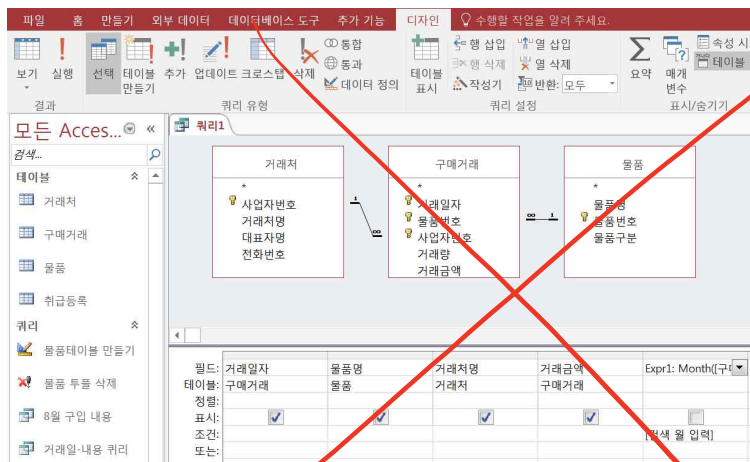 파일 홈 만들기 외부 데이터 데이터베이스 도구 추가 기능 디자인 수행할 작업을 알려 주세요.
보기 실행 선택 테이블 만들기 추가 업데이트 크로스탭 삭제 통합 통과 데이터 정의 테이블 표시 행 삽입 행 삭제 작성기 열 삽입 열 삭제 반환: 모두 요약 매개 변수 속성 시 테이블
결과 쿼리 유형 쿼리 설정 표시/숨기기
모든 Acces... «
쿼리1
검색...
테이블
거래처
구매거래
물품
취급등록
쿼리
물품테이블 만들기
물품 투플 삭제
8월 구입 내용
거래일-내용 쿼리
거래처
*
사업자번호
거래처명
대표자명
전화번호
1 ∞
구매거래
*
거래일자
물품번호
사업자번호
거래량
거래금액
∞ 1
물품
*
물품명
물품번호
물품구분
필드: 거래일자 물품명 거래처명 거래금액 Expr1: Month([구
테이블: 구매거래 물품 거래처 구매거래
정렬:
표시:
조건: [검색 월 입력]
또는: